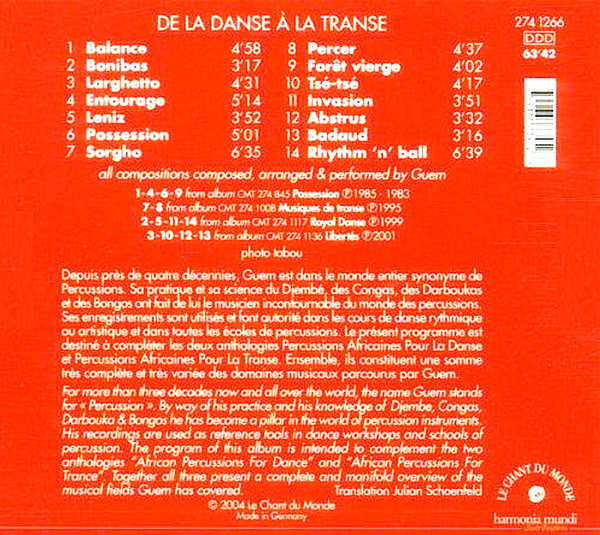 DE LA DANSE À LA TRANSE
274 1266
DDD
63'42
1 Balance 4'58
2 Bonibas 3'17
3 Larghetto 4'31
4 Entourage 5'14
5 Leniz 3'52
6 Possession 5'01
7 Sorgho 6'35
8 Percer 4'37
9 Forêt vierge 4'02
10 Tsé-tsé 4'17
11 Invasion 3'51
12 Abstrus 3'32
13 Badaud 3'16
14 Rhythm 'n' ball 6'39
all compositions composed, arranged & performed by Guem
1-4-6-9 from album CMT 274 845 Possession ℗ 1985 - 1983
7-8 from album CMT 274 1008 Musiques de transe ℗ 1995
2-5-11-14 from album CMT 274 1117 Royal Danse ℗ 1999
3-10-12-13 from album CMT 274 1136 Libertés ℗ 2001
photo tabou
Depuis près de quatre décennies, Guem est dans le monde entier synonyme de
Percussions. Sa pratique et sa science du Djembé, des Congas, des Darboukas
et des Bongos ont fait de lui le musicien incontournable du monde des percussions.
Ses enregistrements sont utilisés et font autorité dans les cours de danse rythmique
ou artistique et dans toutes les écoles de percussions. Le présent programme est
destiné à compléter les deux anthologies Percussions Africaines Pour La Danse
et Percussions Africaines Pour La Transe. Ensemble, ils constituent une somme
très complète et très variée des domaines musicaux parcourus par Guem.
For more than three decades now and all over the world, the name Guem stands
for « Percussion ». By way of his practice and his knowledge of Djembe, Congas,
Darbouka & Bongos he has become a pillar in the world of percussion instruments.
His recordings are used as reference tools in dance workshops and schools of
percussion. The program of this album is intended to complement the two
anthologies "African Percussions For Dance" and "African Percussions For
Trance". Together all three present a complete and manifold overview of the
musical fields Guem has covered. Translation Julian Schoenfeld
© 2004 Le Chant du Monde
Made in Germany
LE CHANT DU MONDE
harmonia mundi
distribution